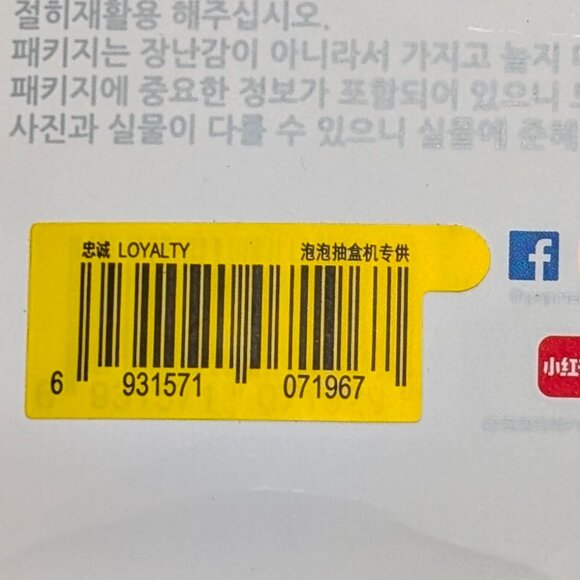 절히재활용 해주십시오.
패키지는 장난감이 아니라서 가지고 놀지
패키지에 중요한 정보가 포함되어 있으니
사진과 실물이 다를 수 있으니 실물에 준해
忠诚 LOYALTY 泡泡抽盒机专供
6 931571 071967
f
小红